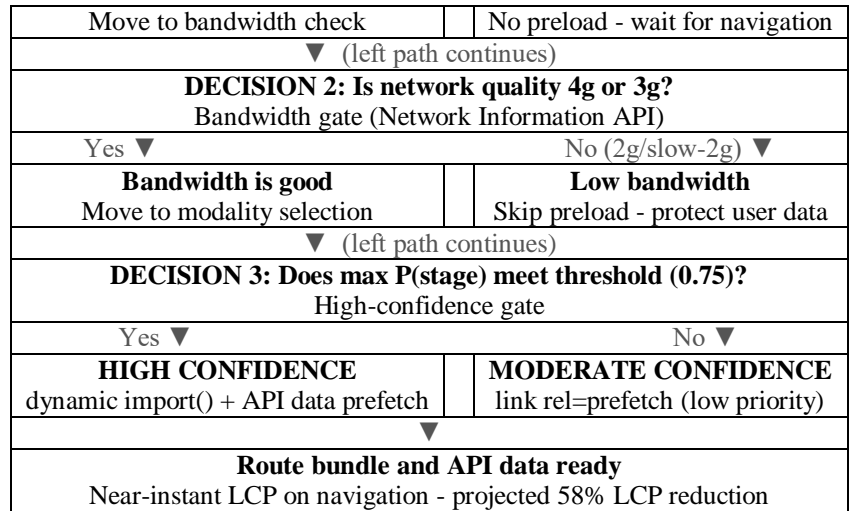 Move to bandwidth check No preload - wait for navigation
▼ (left path continues)
DECISION 2: Is network quality 4g or 3g?
Bandwidth gate (Network Information API)
Yes ▼ No (2g/slow-2g) ▼
Bandwidth is good Low bandwidth
Move to modality selection Skip preload - protect user data
▼ (left path continues)
DECISION 3: Does max P(stage) meet threshold (0.75)?
High-confidence gate
Yes ▼ No ▼
HIGH CONFIDENCE MODERATE CONFIDENCE
dynamic import() + API data prefetch link rel=prefetch (low priority)
▼
Route bundle and API data ready
Near-instant LCP on navigation - projected 58% LCP reduction